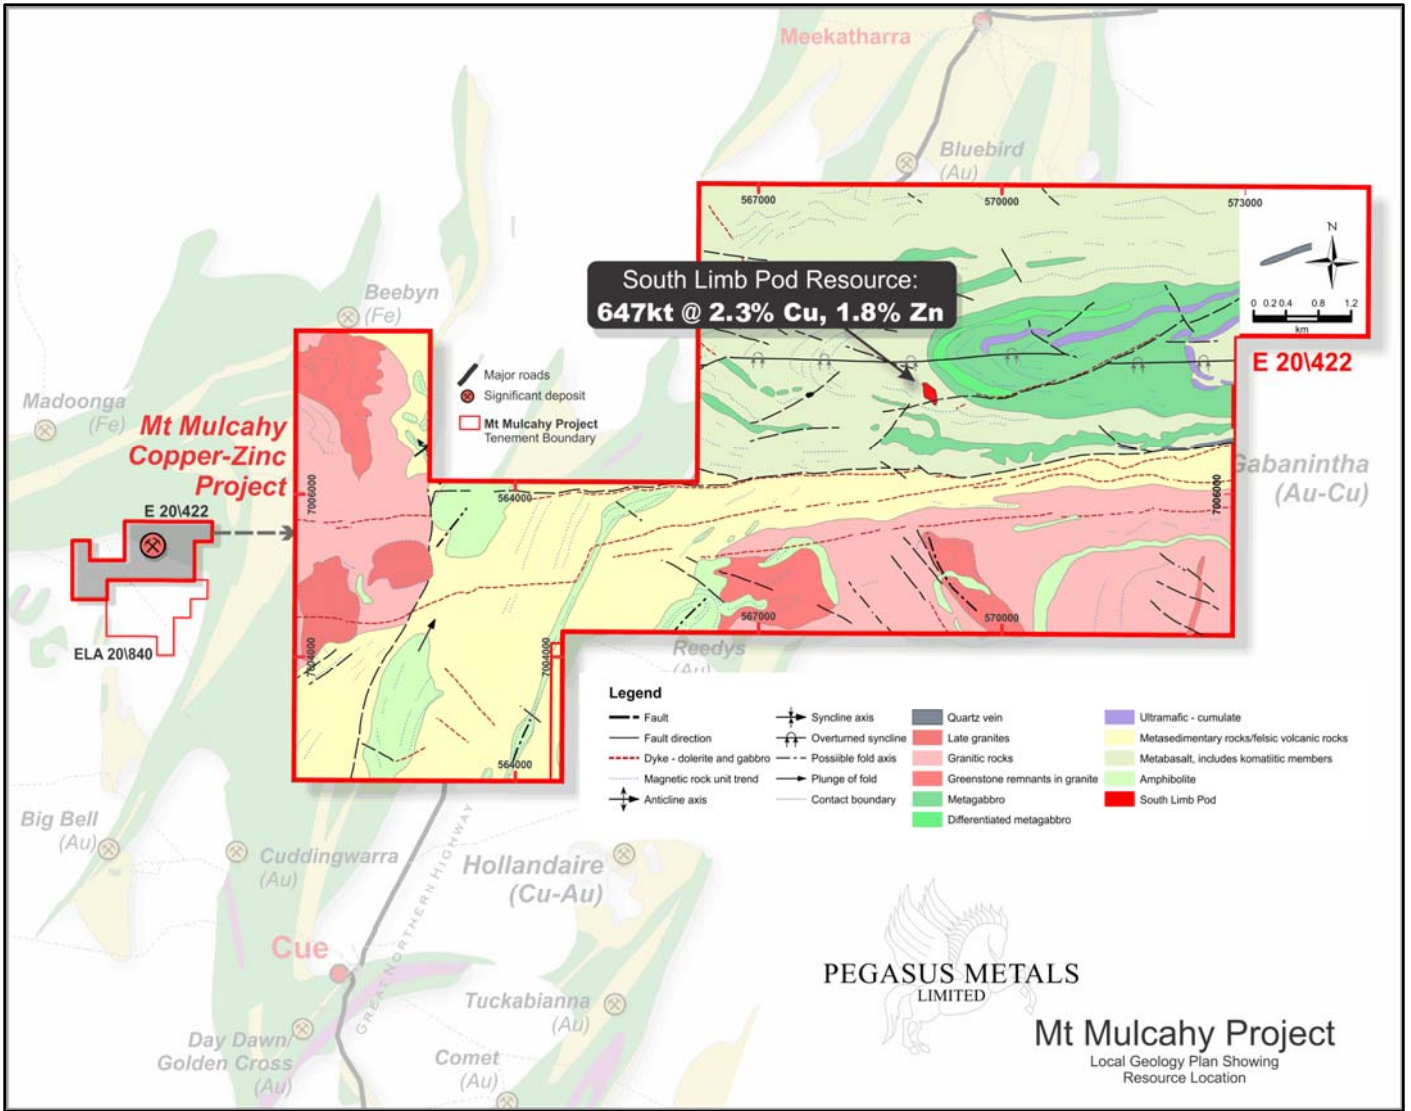 Meekatharra
Bluebird
(Au)
567000
570000
573000
N
South Limb Pod Resource:
647kt @ 2.3% Cu, 1.8% Zn
0 0.2 0.4 0.8 1.2
km
E 20\422
Beebyn
(Fe)
Major roads
Significant deposit
Mt Mulcahy Project
Tenement Boundary
Madoonga
(Fe)
Mt Mulcahy
Copper-Zinc
Project
E 20\422
ELA 20\840
7006000
564000
7006000
Gabanintha
(Au-Cu)
7004000
7004000
567000
570000
564000
Reedys
(Au)
Legend
Fault
Fault direction
Dyke - dolerite and gabbro
Magnetic rock unit trend
Anticline axis
Syncline axis
Overturned syncline
Possible fold axis
Plunge of fold
Contact boundary
Quartz vein
Late granites
Granitic rocks
Greenstone remnants in granite
Metagabbro
Differentiated metagabbro
Ultramafic - cumulate
Metasedimentary rocks/felsic volcanic rocks
Metabasalt, includes komatiitic members
Amphibolite
South Limb Pod
Big Bell
(Au)
Cuddingwarra
(Au)
GREAT NORTHERN HIGHWAY
Hollandaire
(Cu-Au)
Cue
Tuckabianna
(Au)
Day Dawn/
Golden Cross
(Au)
Comet
(Au)
PEGASUS METALS
LIMITED
Mt Mulcahy Project
Local Geology Plan Showing
Resource Location